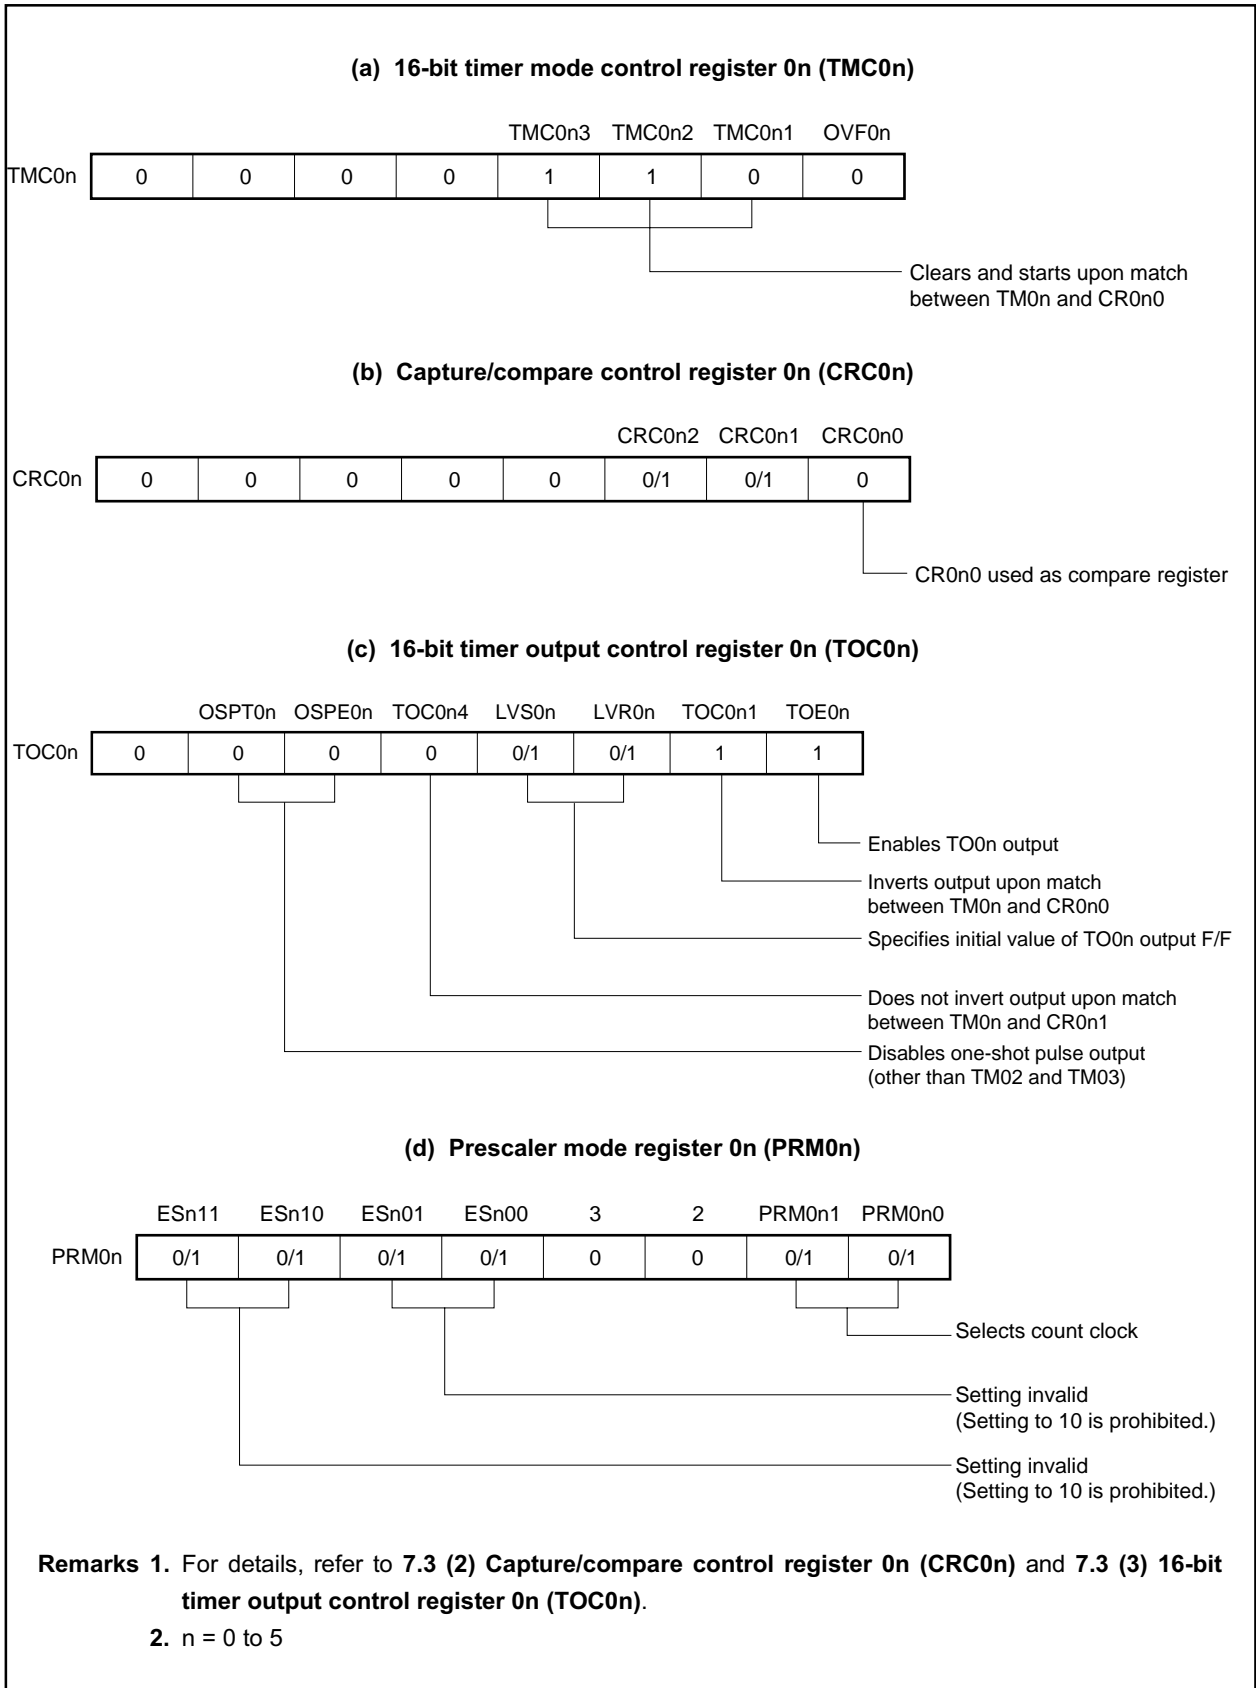 (a) 16-bit timer mode control register 0n (TMC0n)
TMC0n3 TMC0n2 TMC0n1 OVF0n
TMC0n 0 0 0 0 1 1 0 0
Clears and starts upon match
between TM0n and CR0n0
(b) Capture/compare control register 0n (CRC0n)
CRC0n2 CRC0n1 CRC0n0
CRC0n 0 0 0 0 0 0/1 0/1 0
CR0n0 used as compare register
(c) 16-bit timer output control register 0n (TOC0n)
OSPT0n OSPE0n TOC0n4 LVS0n LVR0n TOC0n1 TOE0n
TOC0n 0 0 0 0 0/1 0/1 1 1
Enables TO0n output
Inverts output upon match
between TM0n and CR0n0
Specifies initial value of TO0n output F/F
Does not invert output upon match
between TM0n and CR0n1
Disables one-shot pulse output
(other than TM02 and TM03)
(d) Prescaler mode register 0n (PRM0n)
ESn11 ESn10 ESn01 ESn00 3 2 PRM0n1 PRM0n0
PRM0n 0/1 0/1 0/1 0/1 0 0 0/1 0/1
Selects count clock
Setting invalid
(Setting to 10 is prohibited.)
Setting invalid
(Setting to 10 is prohibited.)
Remarks 1. For details, refer to 7.3 (2) Capture/compare control register 0n (CRC0n) and 7.3 (3) 16-bit
timer output control register 0n (TOC0n).
2. n = 0 to 5